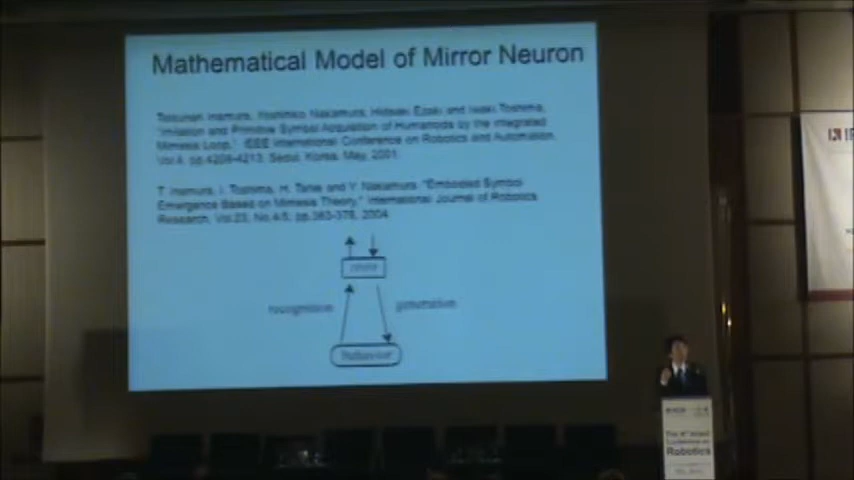 Mathematical Model of Mirror Neuron
Tetsunari Inamura, Yoshihiko Nakamura, Hideaki Ezaki and Iwaki Toshima,
"Imitation and Primitive Symbol Acquisition of Humanoids by the Integrated
Mimesis Loop," IEEE International Conference on Robotics and Automation,
Vol.4, pp.4208-4213, Seoul, Korea, May, 2001.
T. Inamura, I. Toshima, H. Tanie and Y. Nakamura. "Embodied Symbol
Emergence Based on Mimesis Theory," International Journal of Robotics
Research, Vol.23, No.4-5, pp.363-378, 2004
recognition
generation
Behavior
Robotics